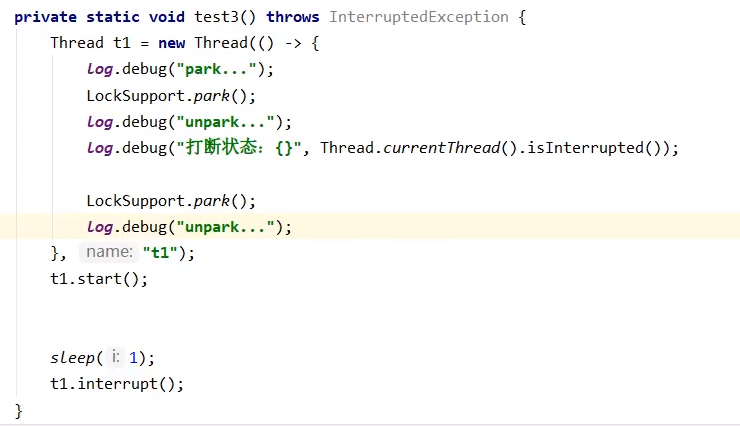 private static void test3() throws InterruptedException {
    Thread t1 = new Thread(() -> {
        log.debug("park...");
        LockSupport.park();
        log.debug("unpark...");
        log.debug("打断状态：{}", Thread.currentThread().isInterrupted());

        LockSupport.park();
        log.debug("unpark...");
    }, name: "t1");
    t1.start();


    sleep( i: 1);
    t1.interrupt();
}